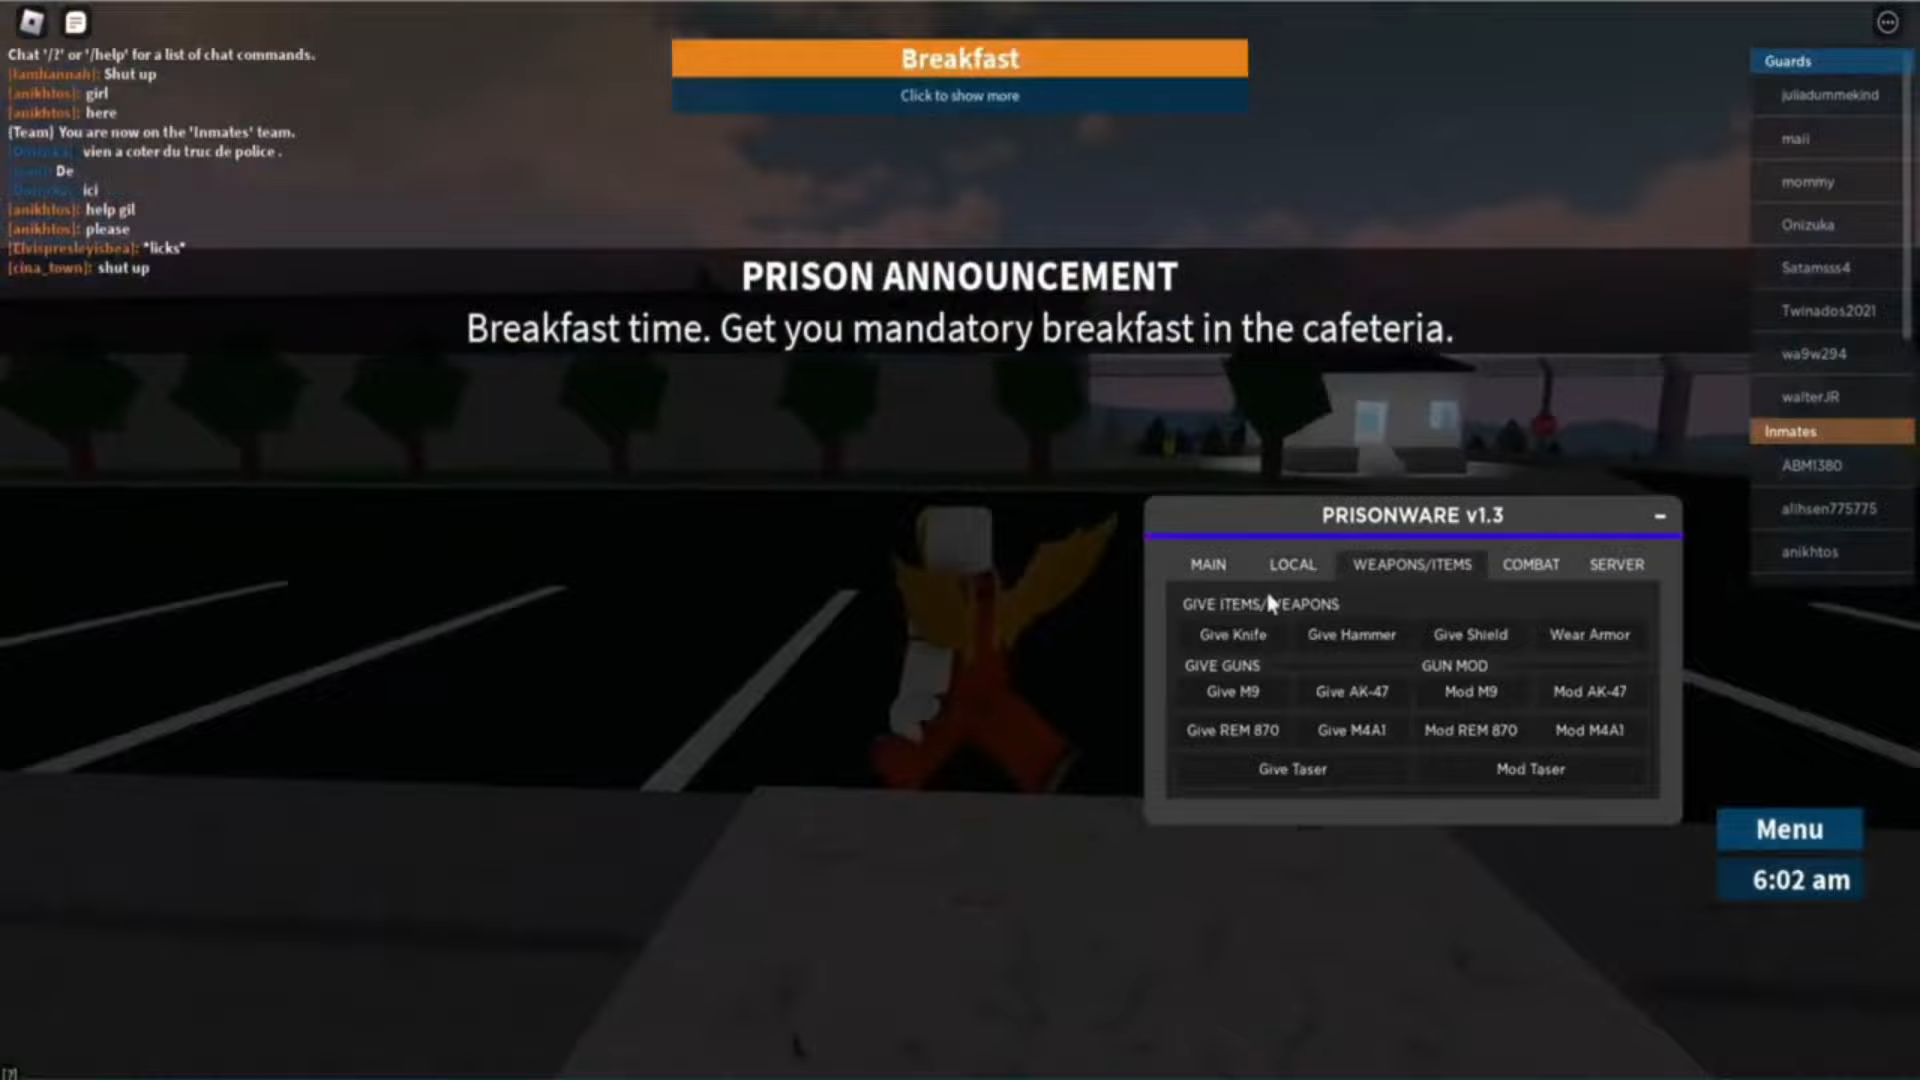 Chat '/?' or '/help' for a list of chat commands.
[Iamhannah]: Shut up
[anikhtos]: girl
[anikhtos]: here
{Team} You are now on the 'Inmates' team.
vien a coter du truc de police .
De
ici
[anikhtos]: help gil
[anikhtos]: please
[Elvispresleyisbea]: *licks*
[cina_town]: shut up
Breakfast
Click to show more
PRISON ANNOUNCEMENT
Breakfast time. Get you mandatory breakfast in the cafeteria.
Guards
juliadummekind
mail
mommy
Onizuka
Satamsss4
Twinados2021
wa9w294
walterJR
Inmates
ABM1380
alihsen775775
anikhtos
PRISONWARE v1.3
MAIN LOCAL WEAPONS/ITEMS COMBAT SERVER
GIVE ITEMS/WEAPONS
Give Knife Give Hammer Give Shield Wear Armor
GIVE GUNS GUN MOD
Give M9 Give AK-47 Mod M9 Mod AK-47
Give REM 870 Give M4A1 Mod REM 870 Mod M4A1
Give Taser Mod Taser
Menu
6:02 am
[?]